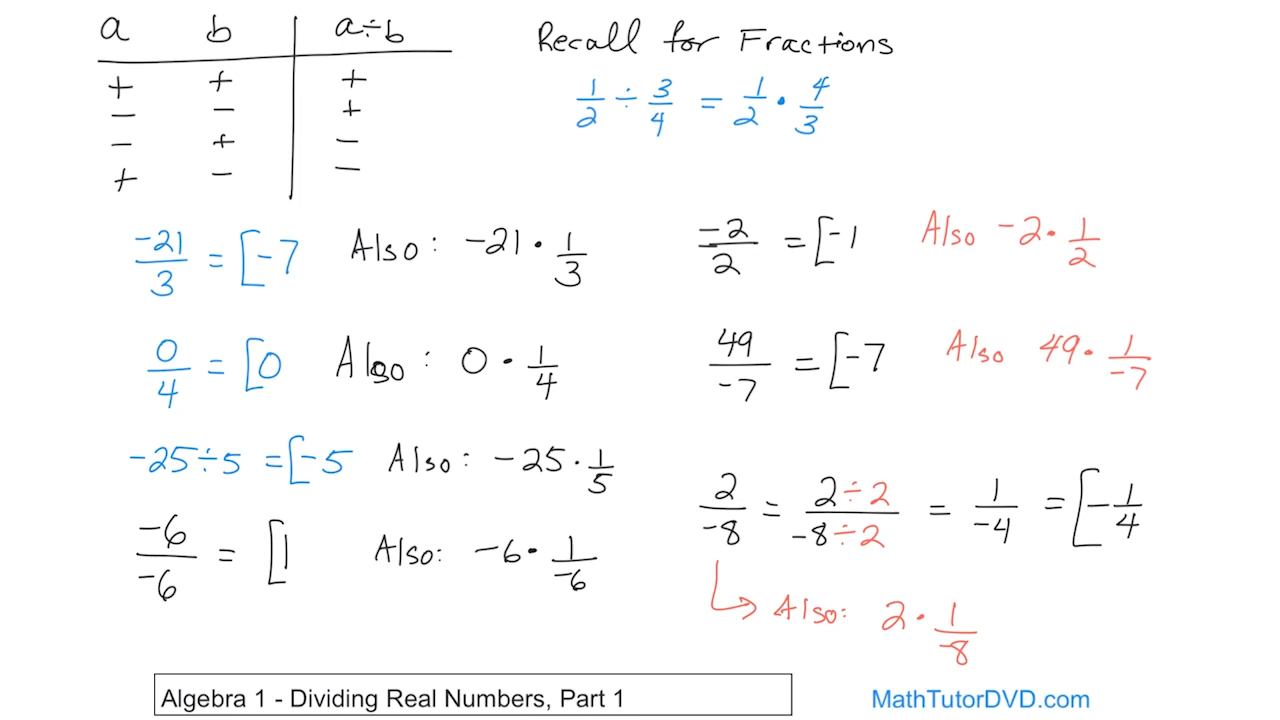 a b a÷b
+ + +
− − +
− + −
+ − −
Recall for Fractions
1/2 ÷ 3/4 = 1/2 • 4/3
-21/3 = [-7 Also: -21 • 1/3
0/4 = [0 Also: 0 • 1/4
-25÷5 = [-5 Also: -25 • 1/5
-6/-6 = [1 Also: -6 • 1/-6
-2/2 = [-1 Also -2 • 1/2
49/-7 = [-7 Also 49 • 1/-7
2/-8 = 2÷2/-8÷2 = 1/-4 = [-1/4
Also: 2 • 1/-8
Algebra 1 - Dividing Real Numbers, Part 1
MathTutorDVD.com